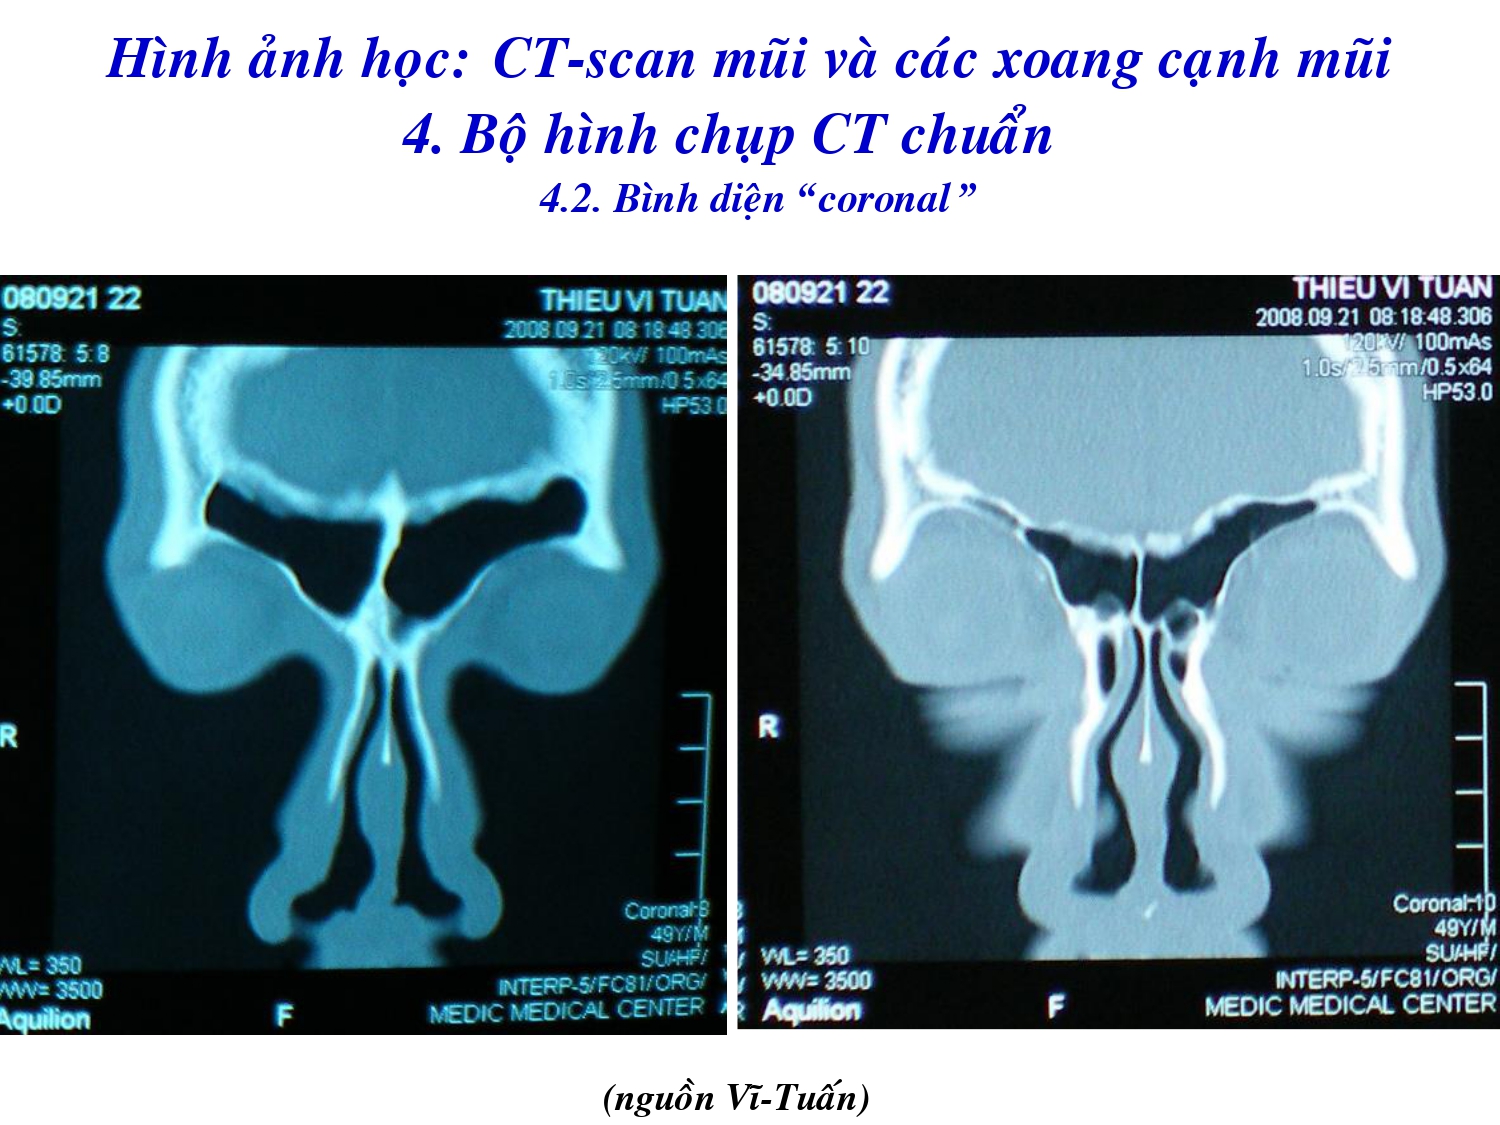 Hình ảnh học: CT-scan mũi và các xoang cạnh mũi
4. Bộ hình chụp CT chuẩn
4.2. Bình diện “coronal”
080921 22
THIEU VI TUAN
S:
2008.09.21 08:18:48.306
61578: 5:8
120kV/ 100mAs
-39.85mm
1.0s/2.5mm/0.5x64
+0.0D
HP53.0
R
Coronal:8
49Y/M
SU/HF/
WL= 350
INTERP-5/FC81/ORG/
WW= 3500
MEDIC MEDICAL CENTER
Aquilion
F
080921 22
THIEU VI TUAN
S:
2008.09.21 08:18:48.306
61578: 5:10
120kV/ 100mAs
-34.85mm
1.0s/2.5mm/0.5x64
+0.0D
HP53.0
R
Coronal:10
49Y/M
SU/HF/
WL= 350
INTERP-5/FC81/ORG/
WW= 3500
MEDIC MEDICAL CENTER
Aquilion
F
(nguồn Vĩ-Tuấn)